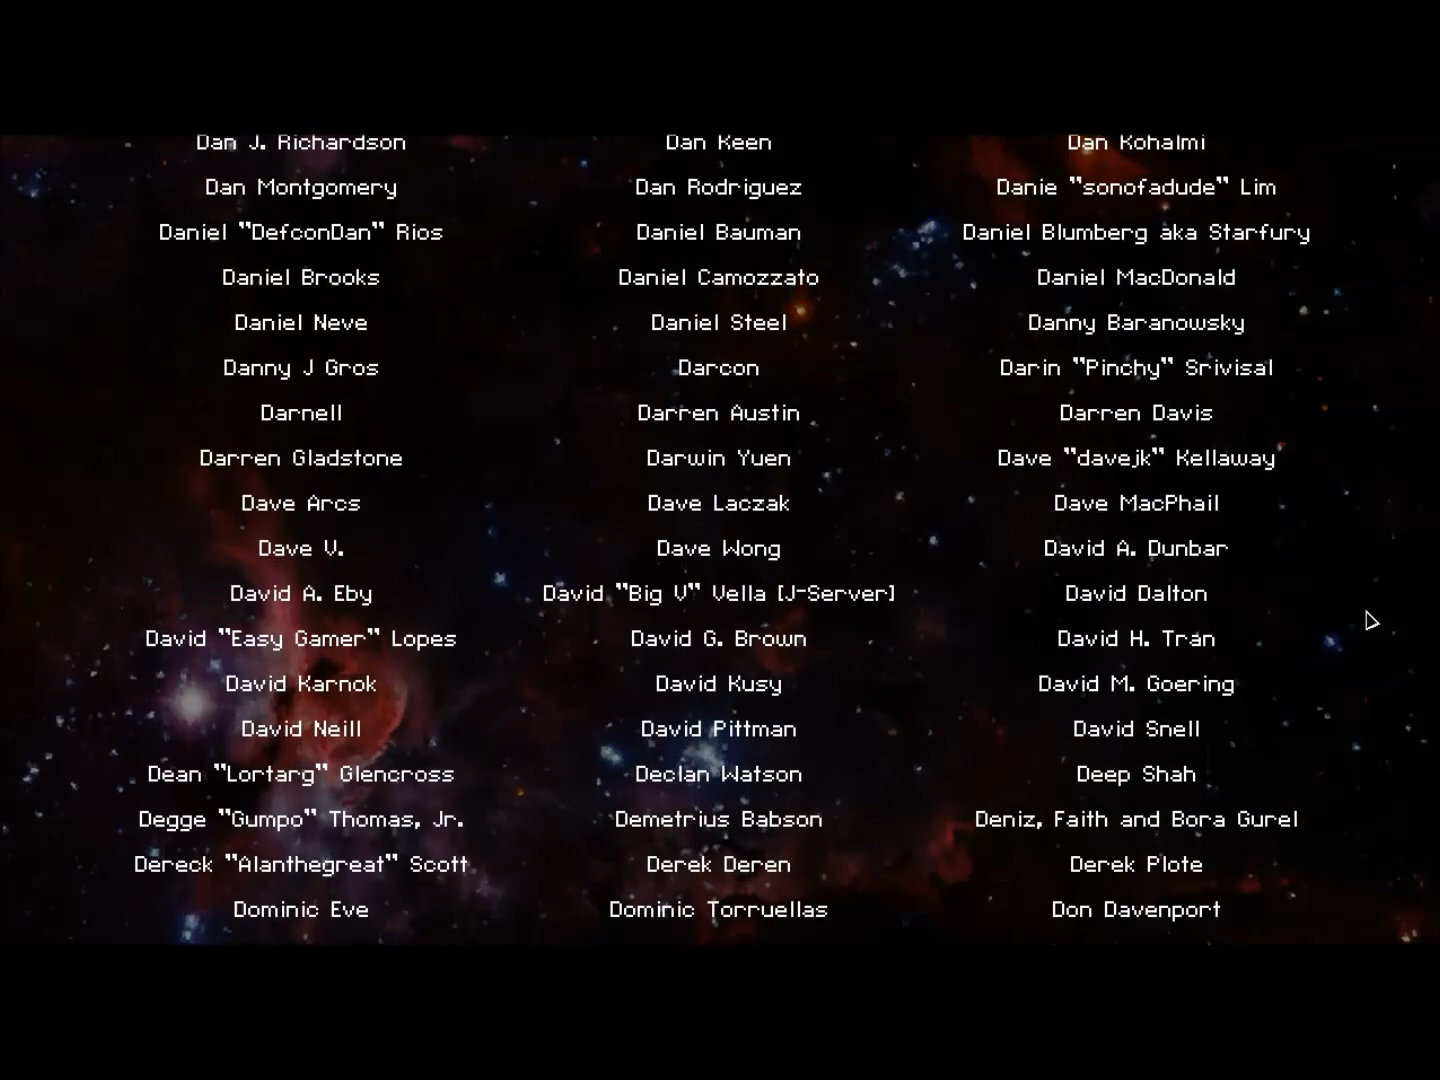 Dan J. Richardson Dan Keen Dan Kohalmi
Dan Montgomery Dan Rodriguez Danie "sonofadude" Lim
Daniel "DefconDan" Rios Daniel Bauman Daniel Blumberg aka Starfury
Daniel Brooks Daniel Camozzato Daniel MacDonald
Daniel Neve Daniel Steel Danny Baranowsky
Danny J Gros Darcon Darin "Pinchy" Srivisal
Darnell Darren Austin Darren Davis
Darren Gladstone Darwin Yuen Dave "davejk" Kellaway
Dave Arcs Dave Laczak Dave MacPhail
Dave V. Dave Wong David A. Dunbar
David A. Eby David "Big V" Vella [J-Server] David Dalton
David "Easy Gamer" Lopes David G. Brown David H. Tran
David Karnok David Kusy David M. Goering
David Neill David Pittman David Snell
Dean "Lortarg" Glencross Declan Watson Deep Shah
Degge "Gumpo" Thomas, Jr. Demetrius Babson Deniz, Faith and Bora Gurel
Dereck "Alanthegreat" Scott Derek Deren Derek Plote
Dominic Eve Dominic Torruellas Don Davenport